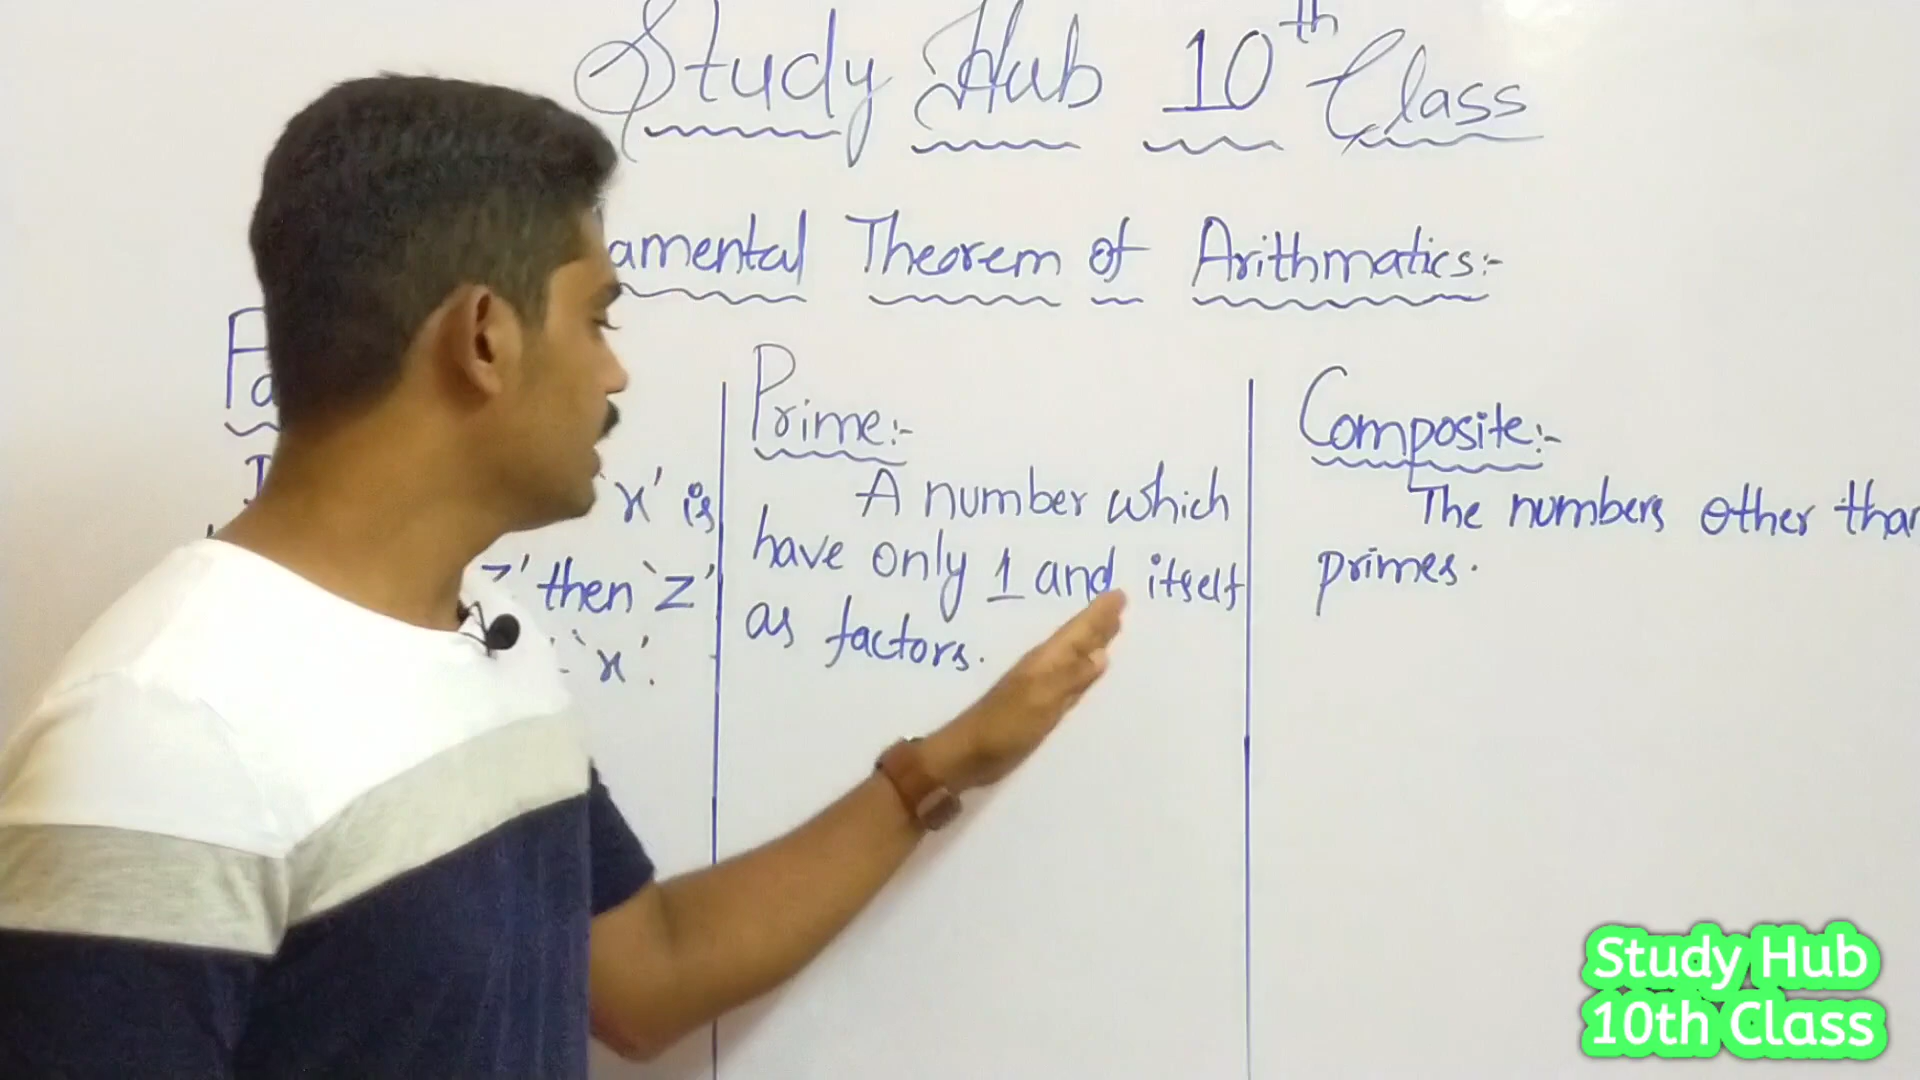 Study Hub 10th Class
amental Theorem of Arithmatics:-
Prime:-
Composite:-
'x' is
then 'z'
'x'.
A number which
have only 1 and itself
as factors.
The numbers other than
primes.
Study Hub
10th Class